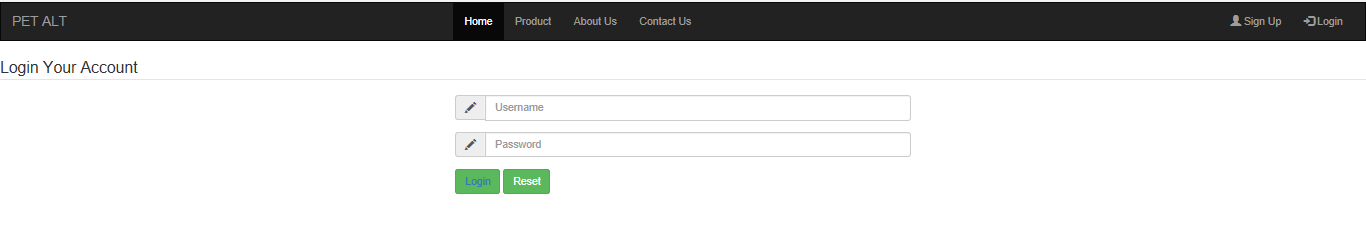 PET ALT Home Product About Us Contact Us Sign Up Login
Login Your Account
Username
Password
Login Reset